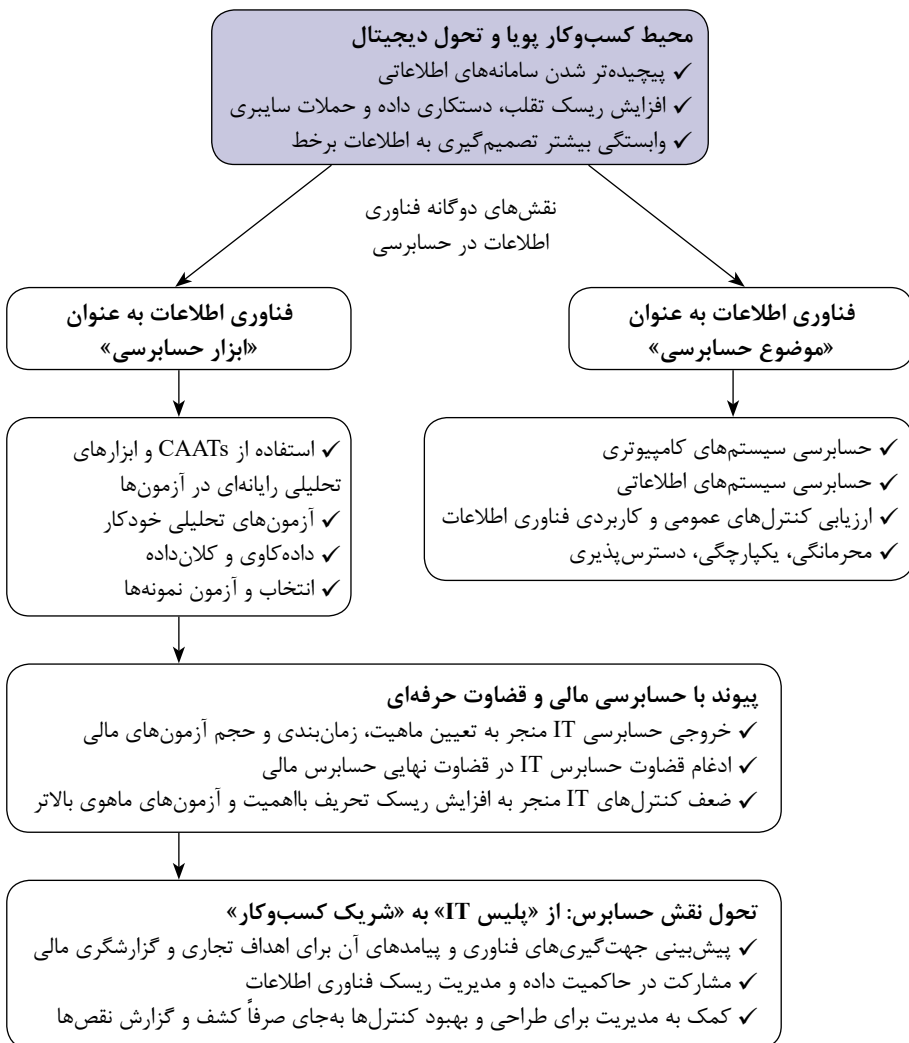 محیط کسب‌وکار پویا و تحول دیجیتال
✓ پیچیده‌تر شدن سامانه‌های اطلاعاتی
✓ افزایش ریسک تقلب، دستکاری داده و حملات سایبری
✓ وابستگی بیشتر تصمیم‌گیری به اطلاعات برخط
نقش‌های دوگانه فناوری
اطلاعات در حسابرسی
فناوری اطلاعات به عنوان
«موضوع حسابرسی»
✓ حسابرسی سیستم‌های کامپیوتری
✓ حسابرسی سیستم‌های اطلاعاتی
✓ ارزیابی کنترل‌های عمومی و کاربردی فناوری اطلاعات
✓ محرمانگی، یکپارچگی، دسترس‌پذیری
فناوری اطلاعات به عنوان
«ابزار حسابرسی»
✓ استفاده از CAATs و ابزارهای
تحلیلی رایانه‌ای در آزمون‌ها
✓ آزمون‌های تحلیلی خودکار
✓ داده‌کاوی و کلان‌داده
✓ انتخاب و آزمون نمونه‌ها
پیوند با حسابرسی مالی و قضاوت حرفه‌ای
✓ خروجی حسابرسی IT منجر به تعیین ماهیت، زمان‌بندی و حجم آزمون‌های مالی
✓ ادغام قضاوت حسابرس IT در قضاوت نهایی حسابرس مالی
✓ ضعف کنترل‌های IT منجر به افزایش ریسک تحریف بااهمیت و آزمون‌های ماهوی بالاتر
تحول نقش حسابرس: از «پلیس IT» به «شریک کسب‌وکار»
✓ پیش‌بینی جهت‌گیری‌های فناوری و پیامدهای آن برای اهداف تجاری و گزارشگری مالی
✓ مشارکت در حاکمیت داده و مدیریت ریسک فناوری اطلاعات
✓ کمک به مدیریت برای طراحی و بهبود کنترل‌ها به‌جای صرفاً کشف و گزارش نقص‌ها